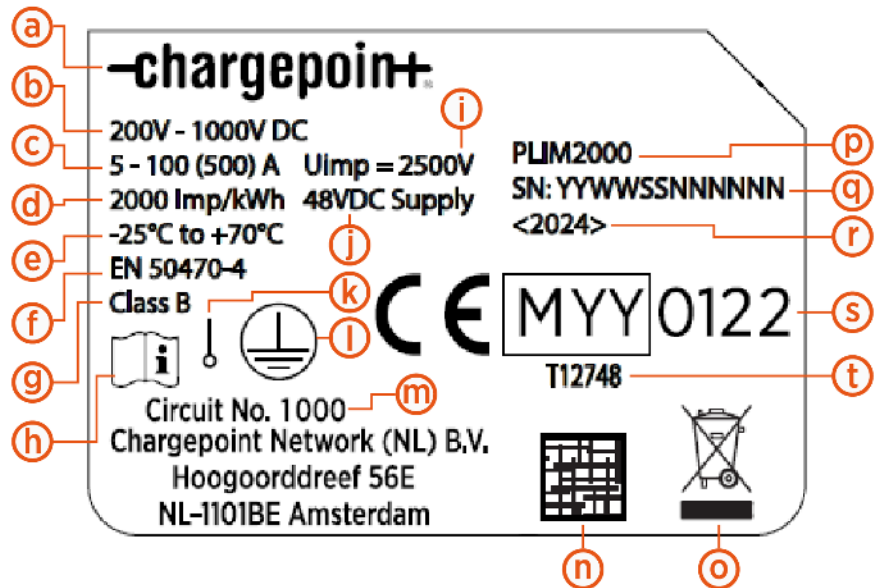 a
chargepoint®
b
200V - 1000V DC
c
5 - 100 (500) A Uimp = 2500V
i
d
2000 Imp/kWh 48VDC Supply
j
e
-25°C to +70°C
f
EN 50470-4
g
Class B
k
l
h
i
Circuit No. 1000
m
Chargepoint Network (NL) B.V.
Hoogoorddreef 56E
NL-1101BE Amsterdam
PLIM2000
p
SN: YYWWSSNNNNNN
q
<2024>
r
CE MYY 0122
s
T12748
t
n
o